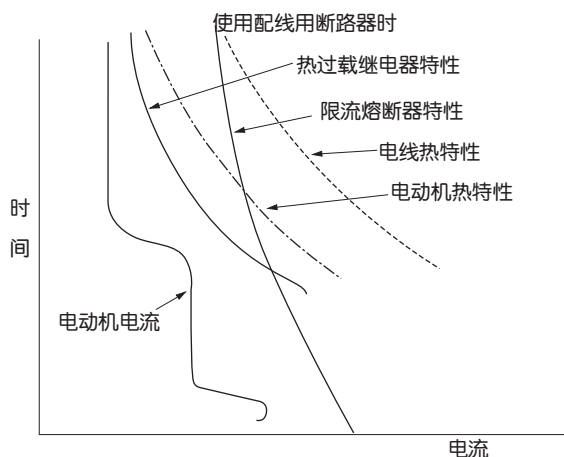 使用配线用断路器时
热过载继电器特性
限流熔断器特性
电线热特性
电动机热特性
时间
电动机电流
电流